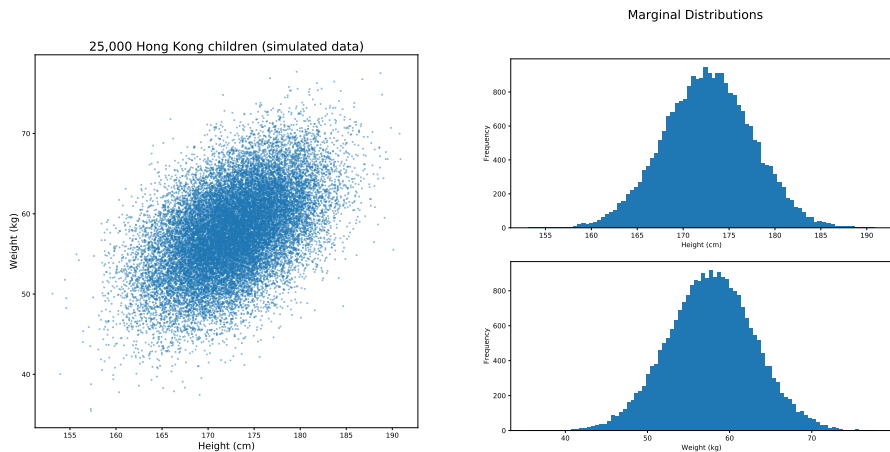 Marginal Distributions
25,000 Hong Kong children (simulated data)
Weight (kg)
70
60
50
40
155 160 165 170 175 180 185 190
Height (cm)
Frequency
800
600
400
200
0
155 160 165 170 175 180 185 190
Height (cm)
Frequency
800
600
400
200
0
40 50 60 70
Weight (kg)